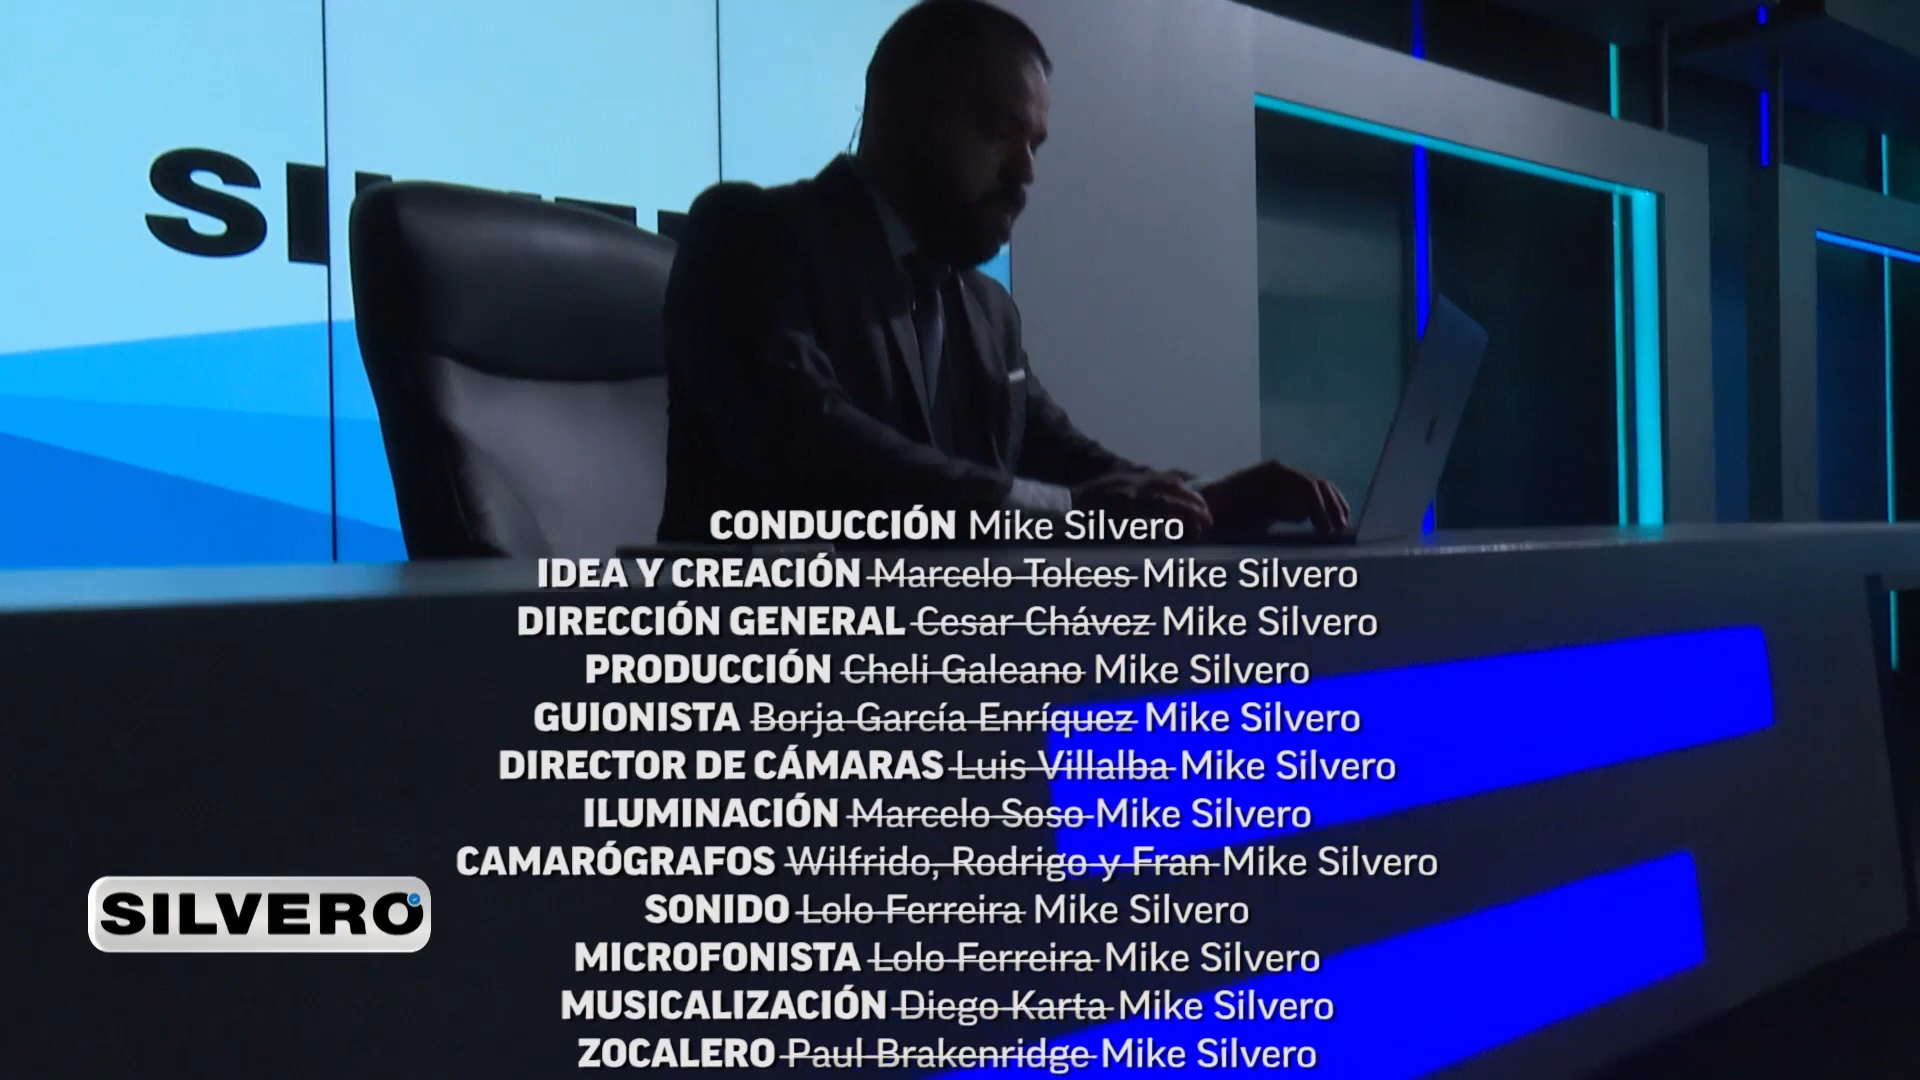 CONDUCCIÓN Mike Silvero
IDEA Y CREACIÓN Marcelo Tolces Mike Silvero
DIRECCIÓN GENERAL Cesar Chávez Mike Silvero
PRODUCCIÓN Cheli Galeano Mike Silvero
GUIONISTA Borja García Enríquez Mike Silvero
DIRECTOR DE CÁMARAS Luis Villalba Mike Silvero
ILUMINACIÓN Marcelo Soso Mike Silvero
CAMARÓGRAFOS Wilfrido, Rodrigo y Fran Mike Silvero
SILVERO
SONIDO Lolo Ferreira Mike Silvero
MICROFONISTA Lolo Ferreira Mike Silvero
MUSICALIZACIÓN Diego Karta Mike Silvero
ZOCALERO Paul Brakenridge Mike Silvero